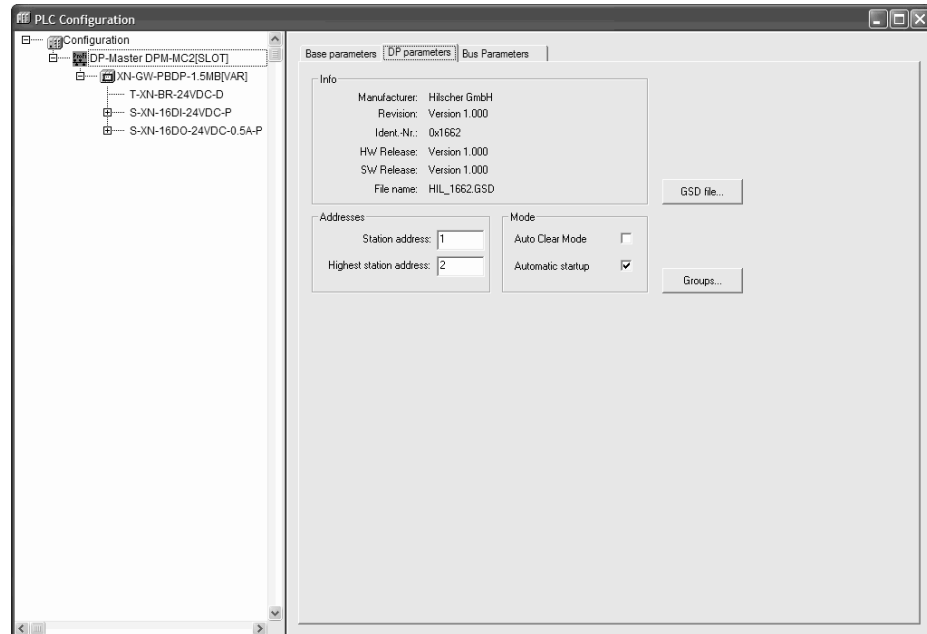 PLC Configuration
Configuration
DP-Master DPM-MC2[SLOT]
XN-GW-PBDP-1.5MB[VAR]
T-XN-BR-24VDC-D
S-XN-16DI-24VDC-P
S-XN-16DO-24VDC-0.5A-P
Base parameters DP parameters Bus Parameters
Info
Manufacturer: Hilscher GmbH
Revision: Version 1.000
Ident.-Nr.: 0x1662
HW Release: Version 1.000
SW Release: Version 1.000
File name: HIL_1662.GSD
GSD file...
Addresses
Station address: 1
Highest station address: 2
Mode
Auto Clear Mode
Automatic startup
Groups...